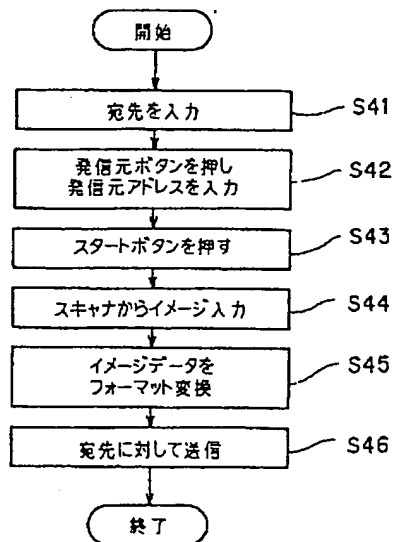 開始
宛先を入力
S41
発信元ボタンを押し
発信元アドレスを入力
S42
スタートボタンを押す
S43
スキャナからイメージ入力
S44
イメージデータを
フォーマット変換
S45
宛先に対して送信
S46
終了